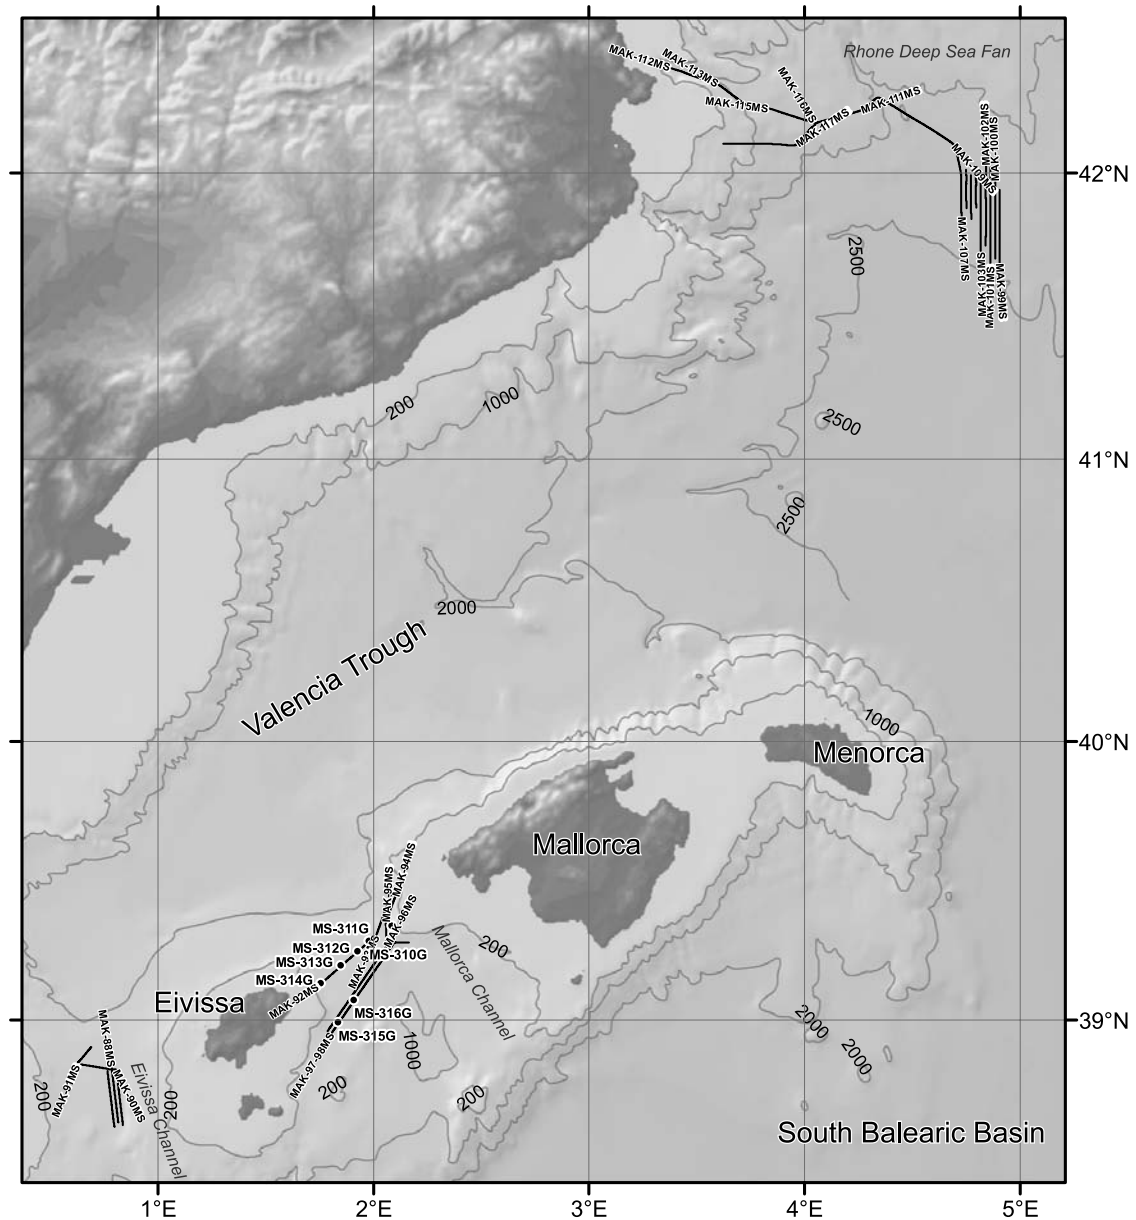 Rhone Deep Sea Fan
MAK-112MS
MAK-113MS
MAK-115MS
MAK-116MS
MAK-117MS
MAK-111MS
MAK-102MS
MAK-100MS
MAK-109MS
42°N
MAK-107MS
MAK-103MS
MAK-101MS
MAK-99MS
2500
200
1000
2500
41°N
2500
2000
Valencia Trough
1000
40°N
Menorca
Mallorca
MAK-94MS
MAK-95MS
MAK-96MS
MS-311G
MS-312G
MS-310G
MS-313G
MS-314G
MAK-92MS
200
Mallorca Channel
Eivissa
MS-316G
MS-315G
39°N
2000
2000
1000
MAK-97-98MS
MAK-88MS
MAK-90MS
MAK-91MS
Eivissa Channel
200
200
200
200
South Balearic Basin
1°E
2°E
3°E
4°E
5°E